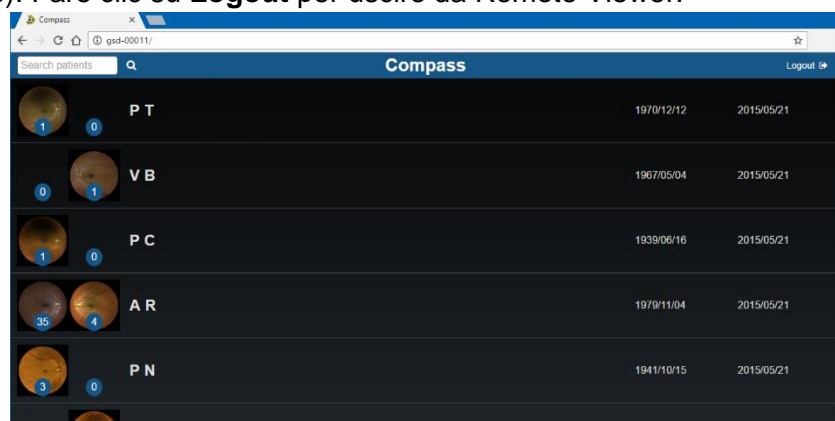 Fare clic su Logout per uscire da Remote Viewer.
Compass
gsd-00011/
Search patients
Compass
Logout
P T
1970/12/12
2015/05/21
1
0
V B
1967/05/04
2015/05/21
0
1
P C
1939/06/16
2015/05/21
1
0
A R
1979/11/04
2015/05/21
35
4
P N
1941/10/15
2015/05/21
3
0